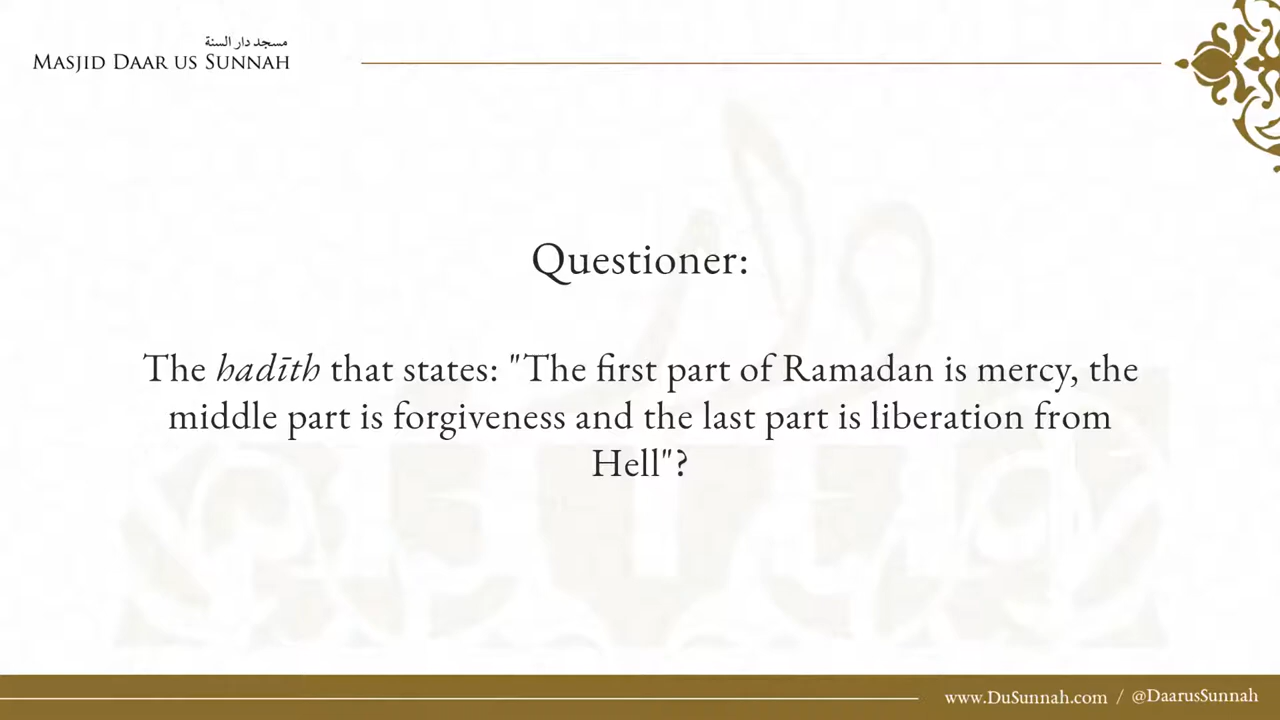 مسجد دار السنة
Masjid Daar us Sunnah
Questioner:
The hadīth that states: "The first part of Ramadan is mercy, the
middle part is forgiveness and the last part is liberation from
Hell"?
www.DuSunnah.com / @DaarusSunnah